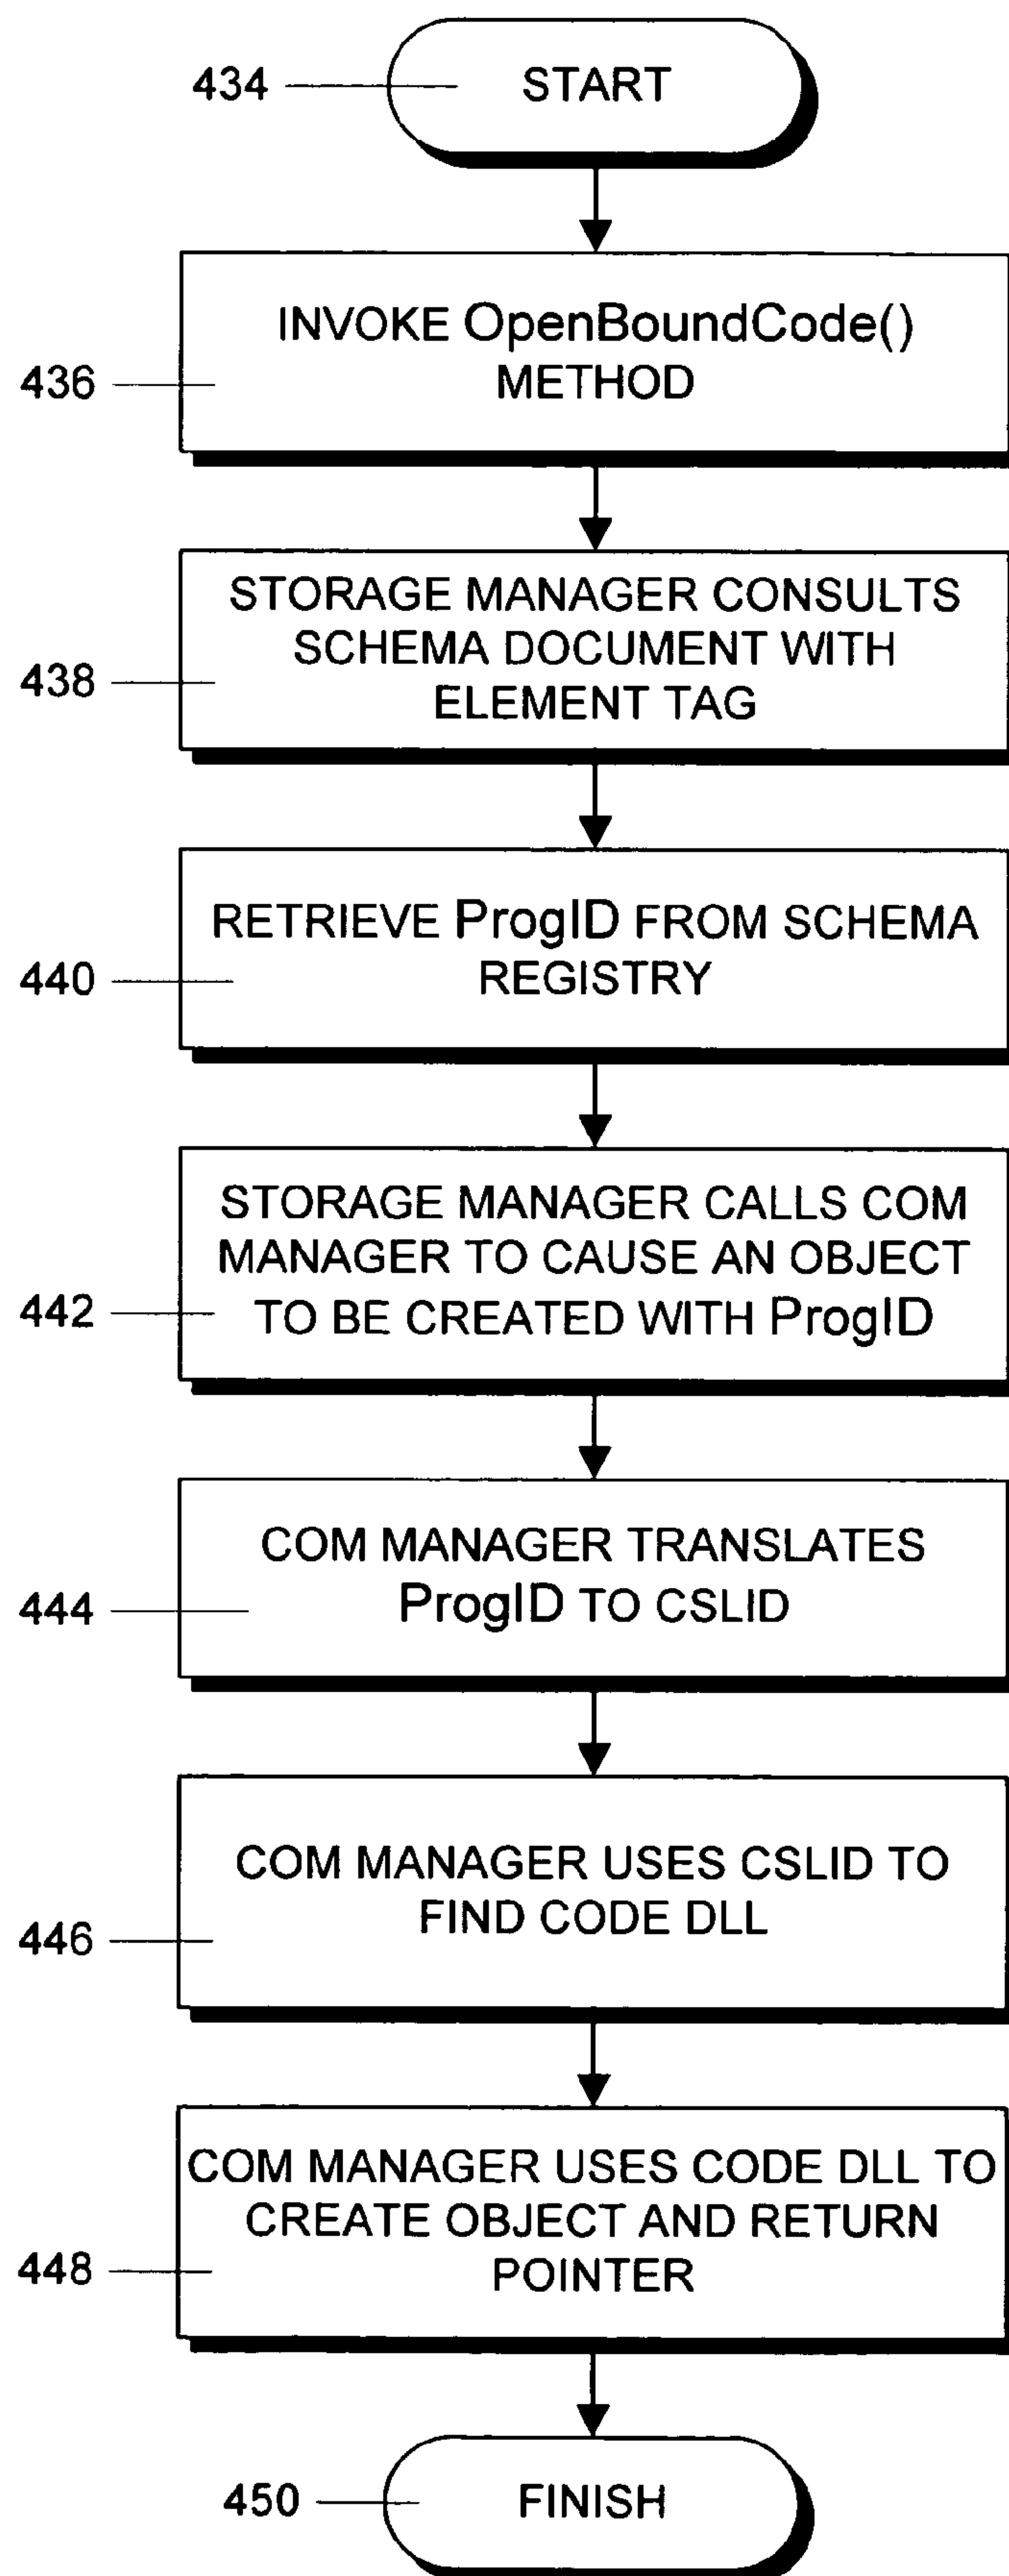 434
START
INVOKE OpenBoundCode()
METHOD
436
STORAGE MANAGER CONSULTS
SCHEMA DOCUMENT WITH
ELEMENT TAG
438
RETRIEVE ProgID FROM SCHEMA
REGISTRY
440
STORAGE MANAGER CALLS COM
MANAGER TO CAUSE AN OBJECT
TO BE CREATED WITH ProgID
442
COM MANAGER TRANSLATES
ProgID TO CSLID
444
COM MANAGER USES CSLID TO
FIND CODE DLL
446
COM MANAGER USES CODE DLL TO
CREATE OBJECT AND RETURN
POINTER
448
450
FINISH